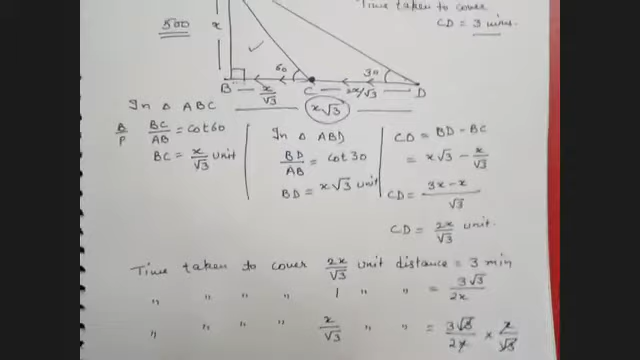 Time taken to cover
CD = 3 mins.
500
x
60
30
B
x/√3
C
2x/√3
D
x√3
In Δ ABC
B/P BC/AB = cot 60
BC = x/√3 unit
In Δ ABD
BD/AB = cot 30
BD = x√3 unit
CD = BD - BC
= x√3 - x/√3
CD = 3x-x/√3
CD = 2x/√3 unit.
Time taken to cover 2x/√3 unit distance = 3 min
" " " " 1 " " = 3√3/2x
" " " " x/√3 " " = 3√3/2x × x/√3